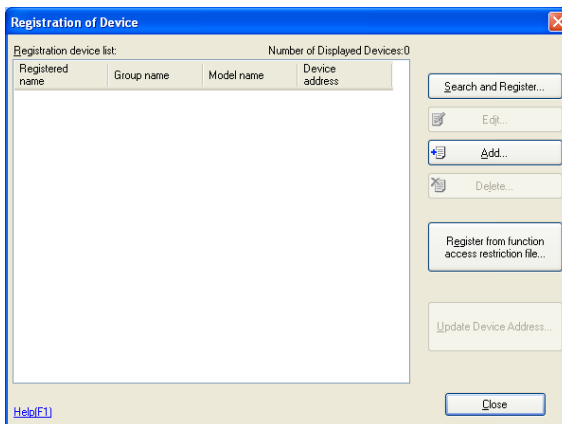 Registration of Device
Registration device list:
Number of Displayed Devices:0
Registered name
Group name
Model name
Device address
Search and Register...
Edit...
Add...
Delete...
Register from function
access restriction file...
Update Device Address...
Close
Help(F1)